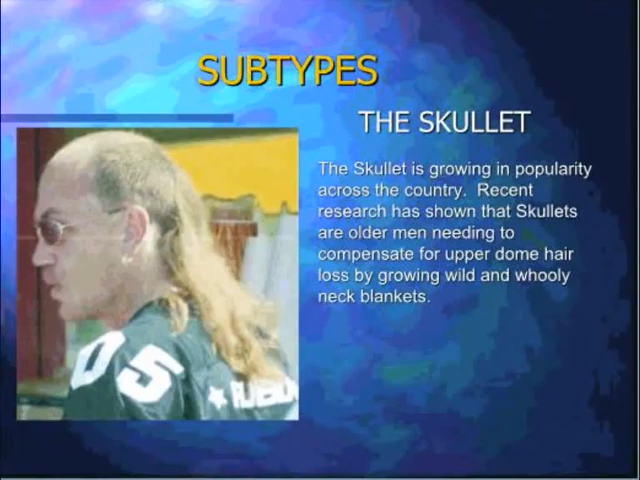 SUBTYPES
THE SKULLET
The Skullet is growing in popularity
across the country. Recent
research has shown that Skullets
are older men needing to
compensate for upper dome hair
loss by growing wild and whooly
neck blankets.
05